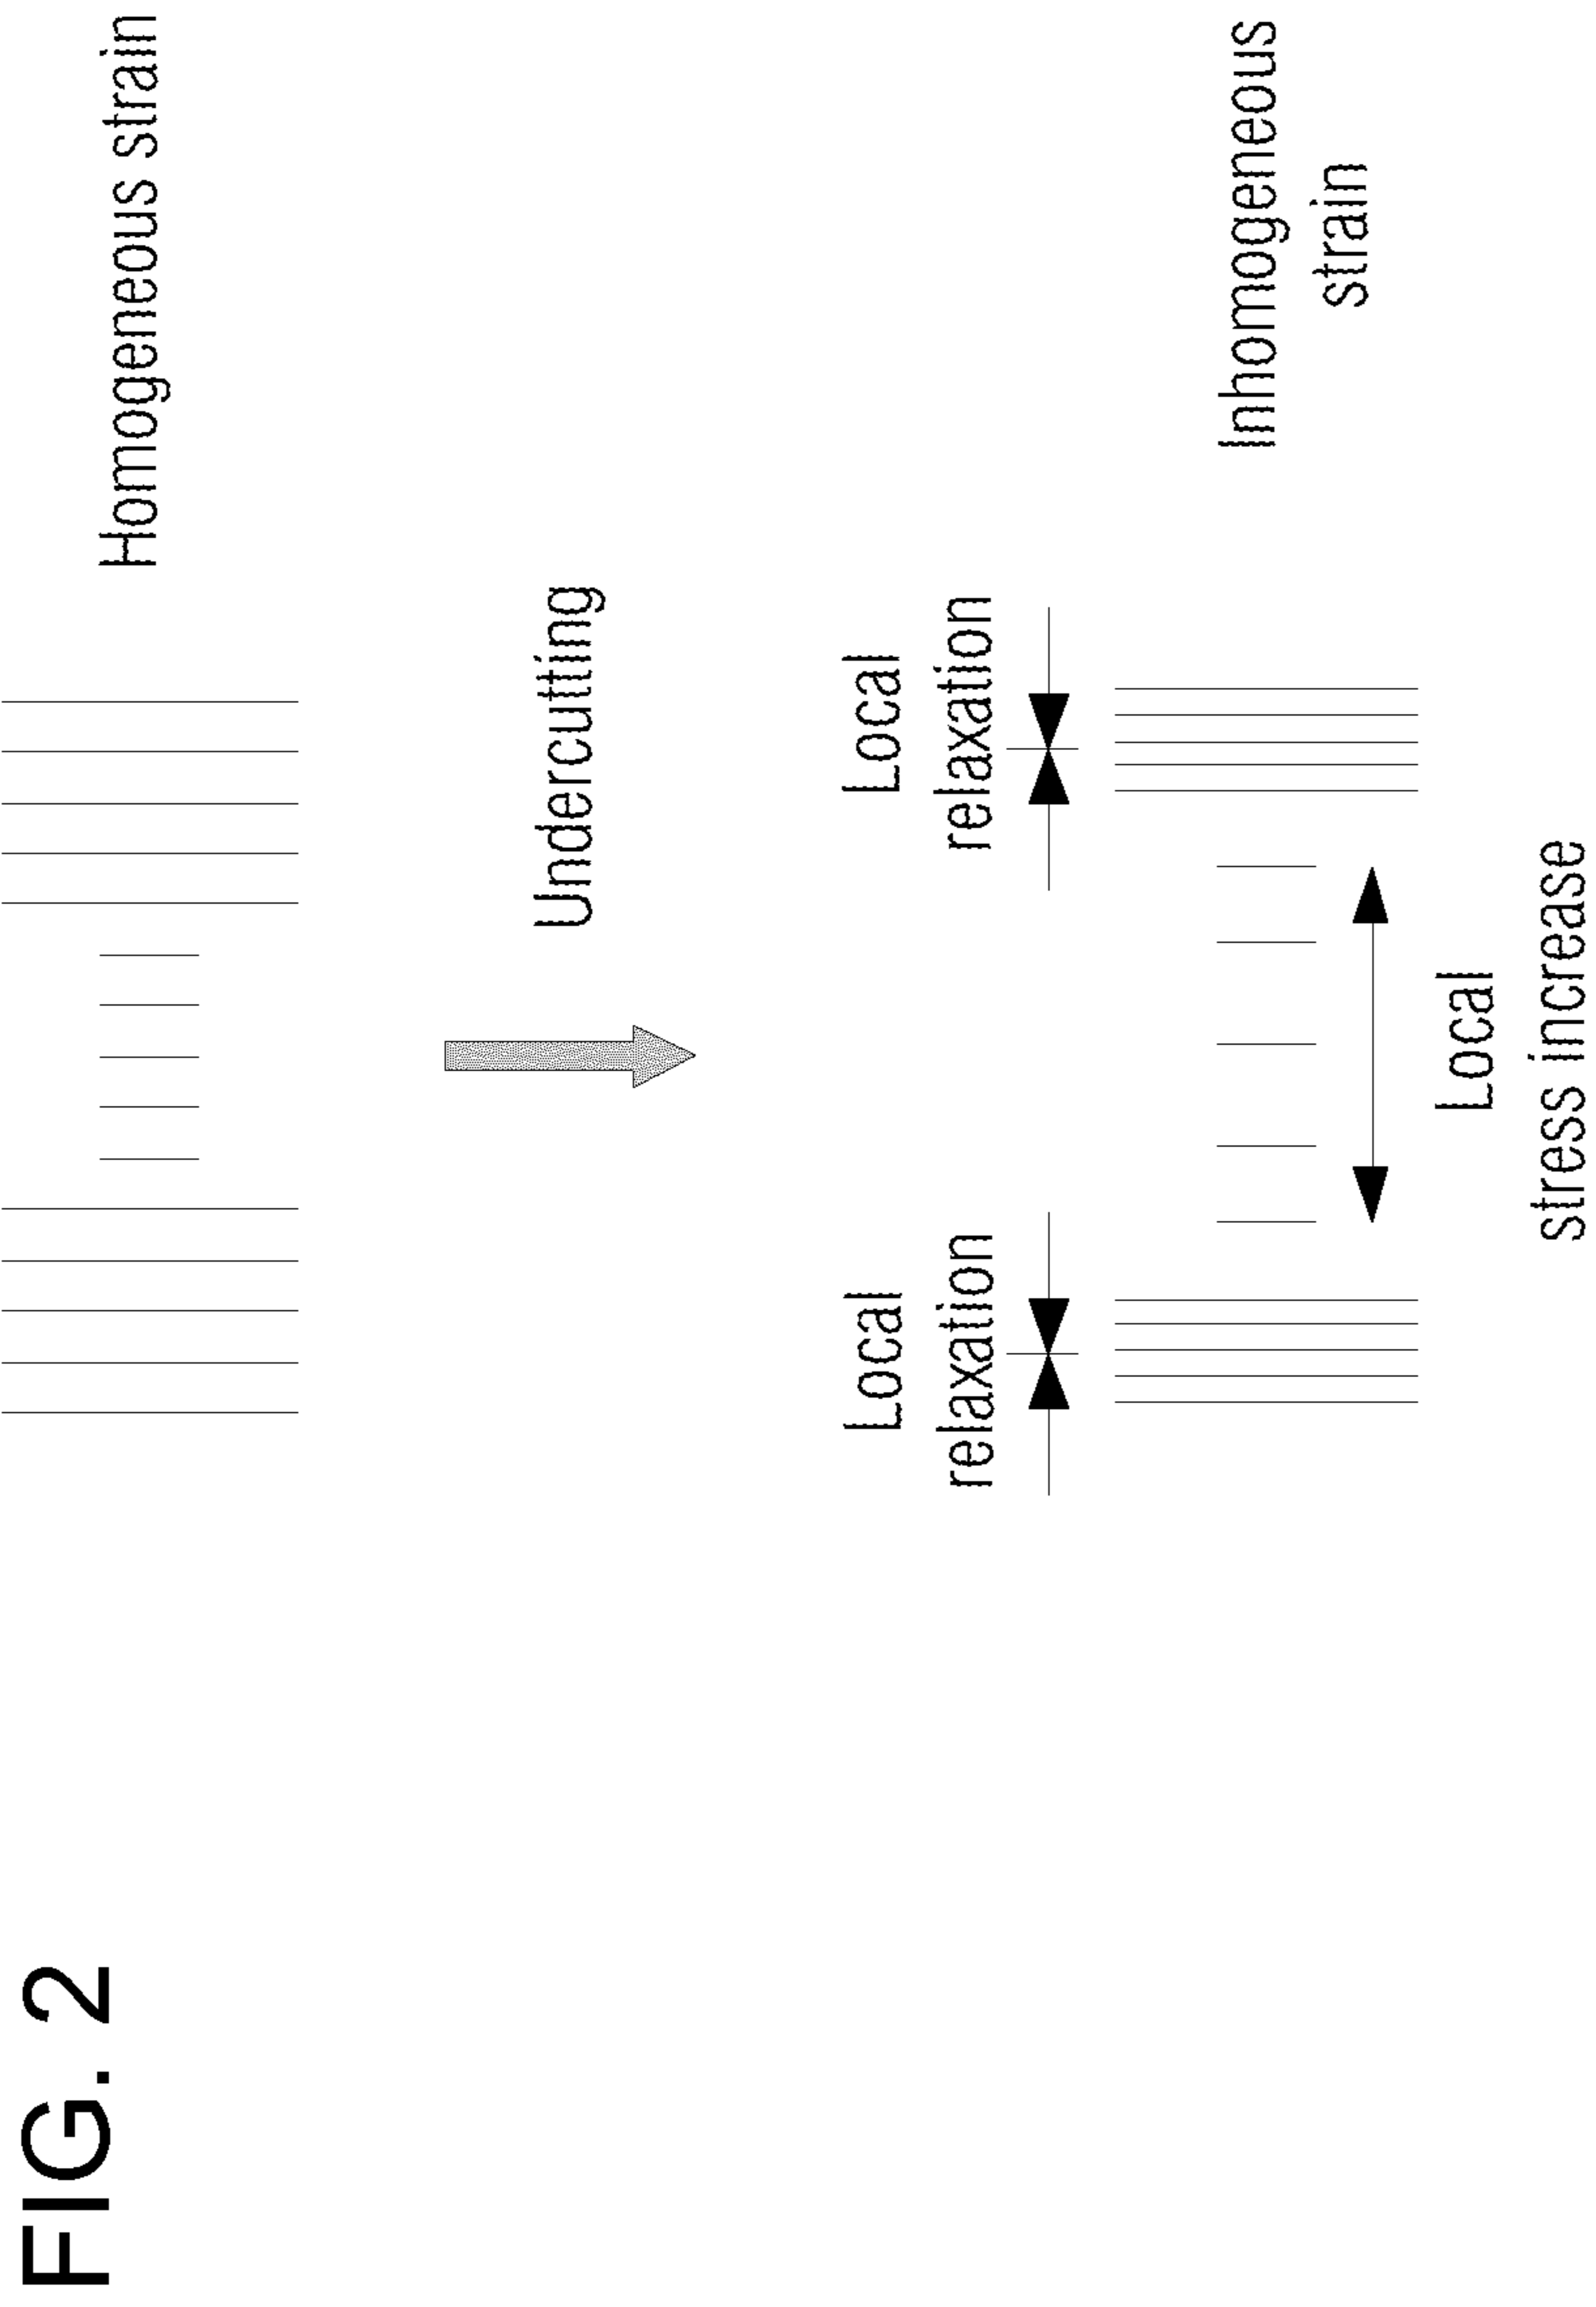 FIG. 2
Homogeneous strain
Undercutting
Local
relaxation
Local
relaxation
Inhomogeneous
strain
Local
stress increase